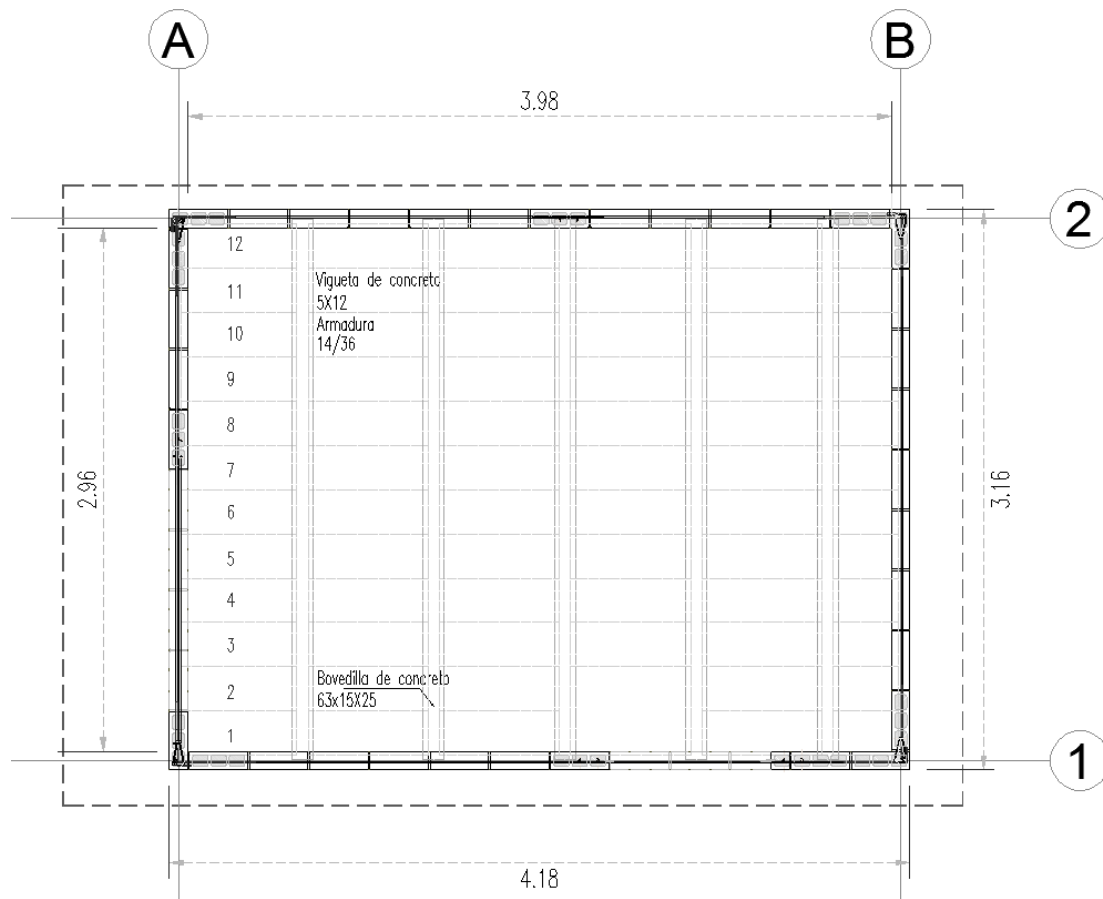 A
B
3.98
2
12
11
Vigueta de concreto
5X12
10
Armadura
14/36
9
8
7
2.96
3.16
6
5
4
3
Bovedilla de concreto
2
63x15X25
1
1
4.18